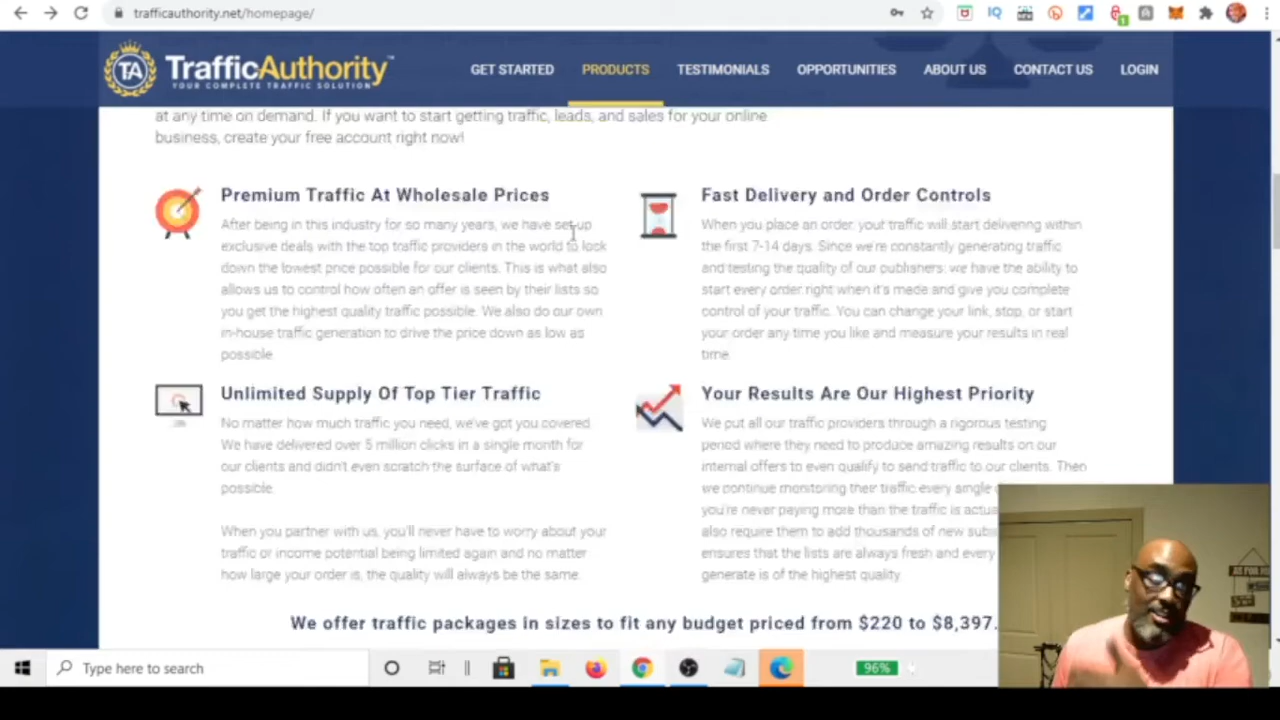 trafficauthority.net/homepage/
TA TrafficAuthority™
YOUR COMPLETE TRAFFIC SOLUTION
GET STARTED PRODUCTS TESTIMONIALS OPPORTUNITIES ABOUT US CONTACT US LOGIN
at any time on demand. If you want to start getting traffic, leads, and sales for your online
business, create your free account right now!
Premium Traffic At Wholesale Prices
After being in this industry for so many years, we have set up
exclusive deals with the top traffic providers in the world to lock
down the lowest price possible for our clients. This is what also
allows us to control how often an offer is seen by their lists so
you get the highest quality traffic possible. We also do our own
in-house traffic generation to drive the price down as low as
possible.
Fast Delivery and Order Controls
When you place an order, your traffic will start delivering within
the first 7-14 days. Since we're constantly generating traffic
and testing the quality of our publishers, we have the ability to
start every order right when it's made and give you complete
control of your traffic. You can change your link, stop, or start
your order any time you like and measure your results in real
time.
Unlimited Supply Of Top Tier Traffic
No matter how much traffic you need, we've got you covered.
We have delivered over 5 million clicks in a single month for
our clients and didn't even scratch the surface of what's
possible.
When you partner with us, you'll never have to worry about your
traffic or income potential being limited again and no matter
how large your order is, the quality will always be the same.
Your Results Are Our Highest Priority
We put all our traffic providers through a rigorous testing
period where they need to produce amazing results on our
internal offers to even qualify to send traffic to our clients. Then
we continue monitoring their traffic every single
you're never paying more than the traffic is
also require them to add thousands of new
ensures that the lists are always fresh and every
generate is of the highest quality.
We offer traffic packages in sizes to fit any budget priced from $220 to $8,397.
Type here to search
96%